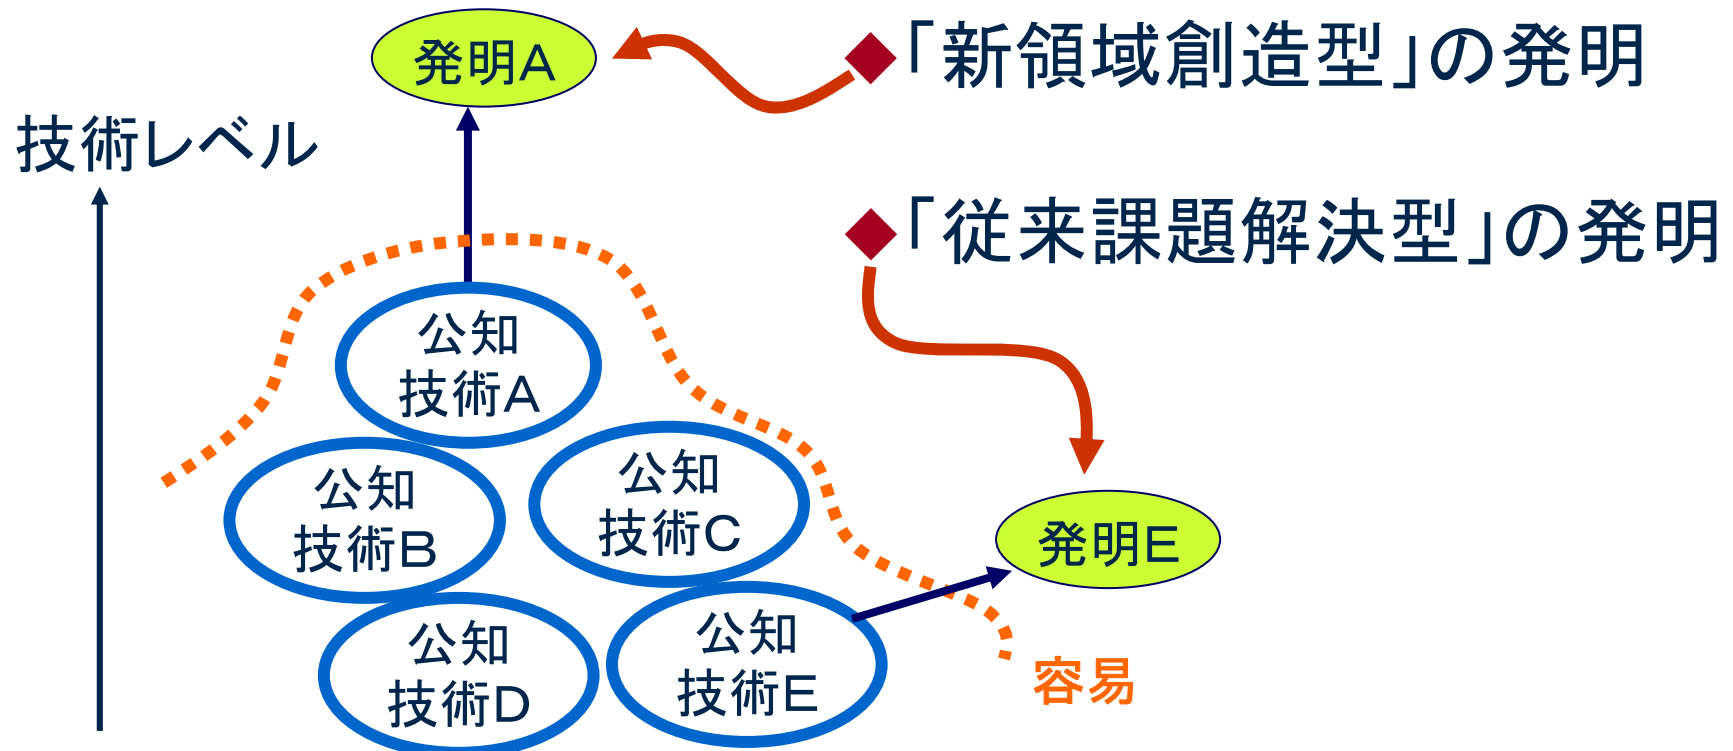 発明A
「新領域創造型」の発明
技術レベル
「従来課題解決型」の発明
公知
技術A
公知
技術B
公知
技術C
発明E
公知
技術D
公知
技術E
容易